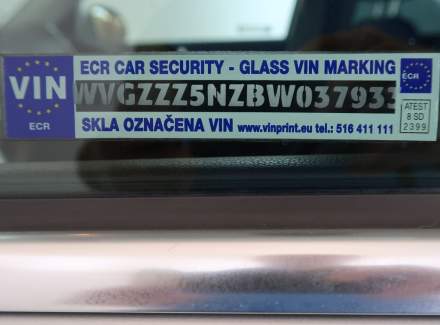 VIN
ECR
ECR CAR SECURITY - GLASS VIN MARKING
WVGZZZ5NZBW037933
SKLA OZNAČENA VIN www.vinprint.eu tel.: 516 411 111
ECR
ATEST
8 SD
2399